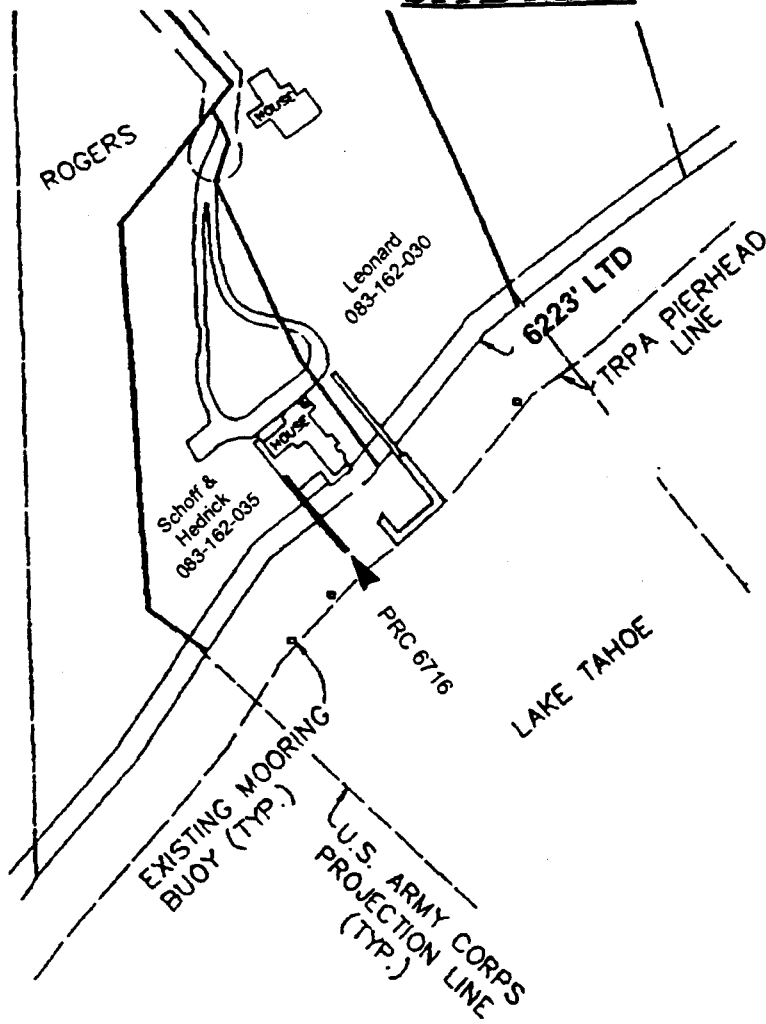 HOUSE
ROGERS
Leonard
083-162-030
6223' LTD
TRPA PIERHEAD
LINE
HOUSE
Schoff &
Hedrick
083-162-035
PRC 6716
LAKE TAHOE
EXISTING MOORING
BUOY (TYP.)
U.S. ARMY CORPS
PROJECTION LINE
(TYP.)